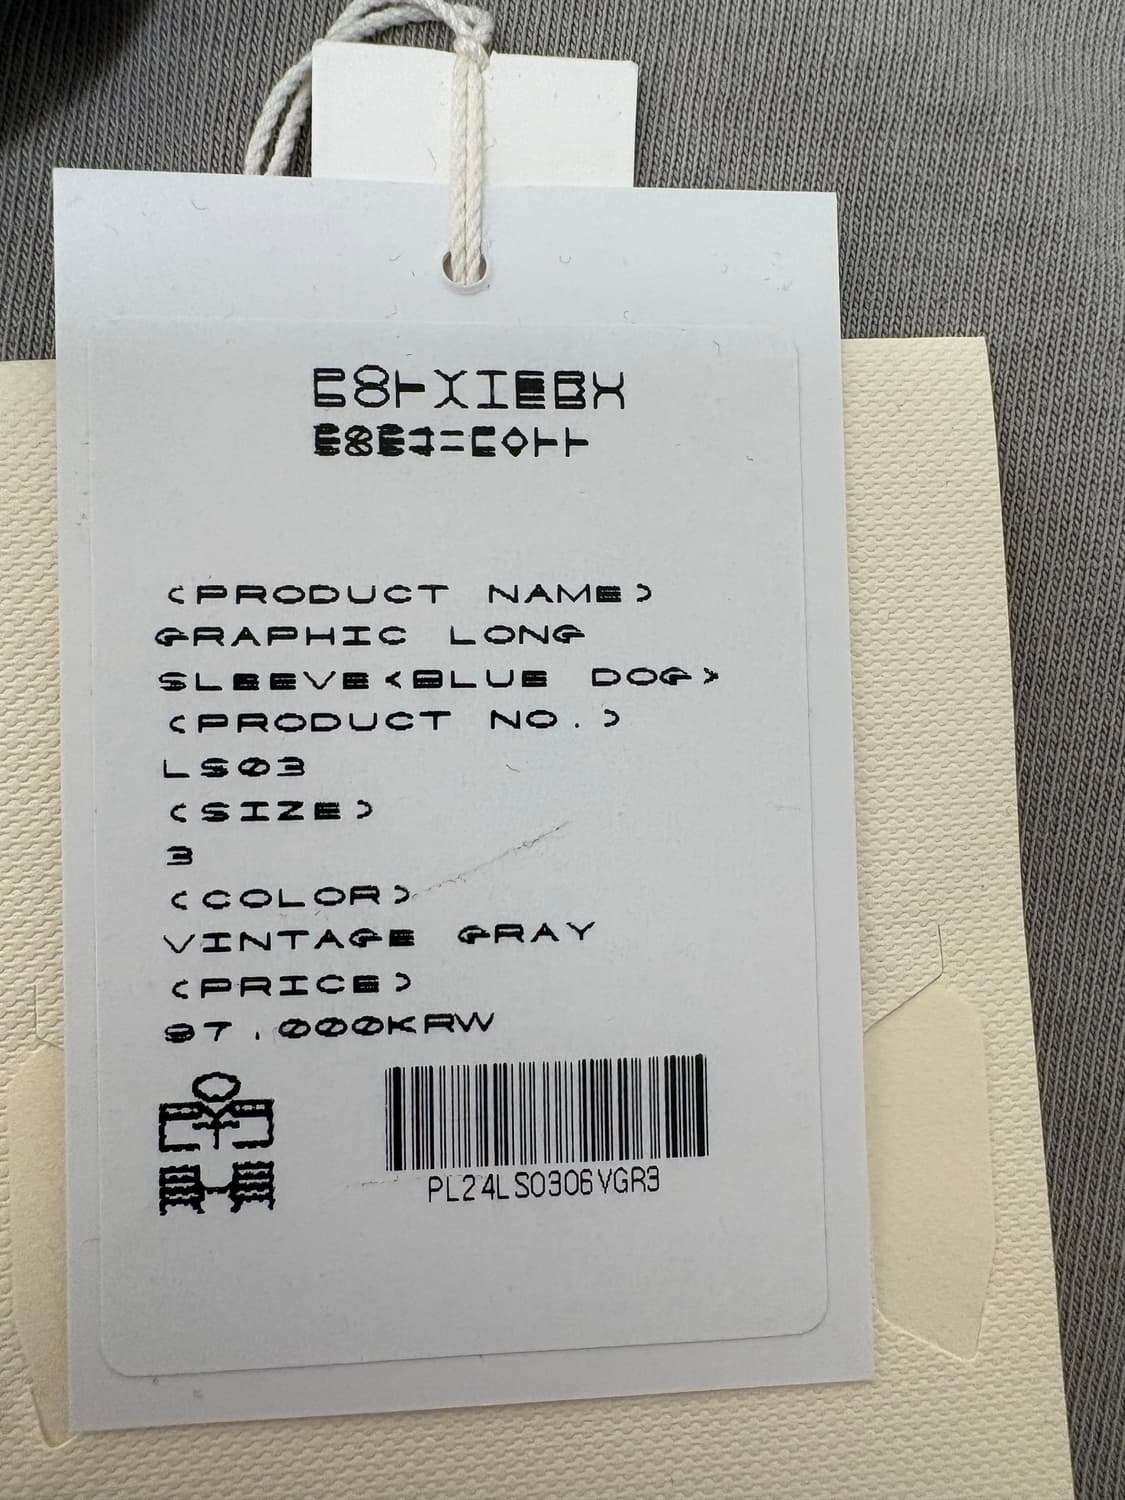 <PRODUCT NAME>
GRAPHIC LONG
SLEEVE<BLUE DOG>
<PRODUCT NO.>
LS03
<SIZE>
3
<COLOR>
VINTAGE GRAY
<PRICE>
97,000KRW
PL24LS0306VGR3